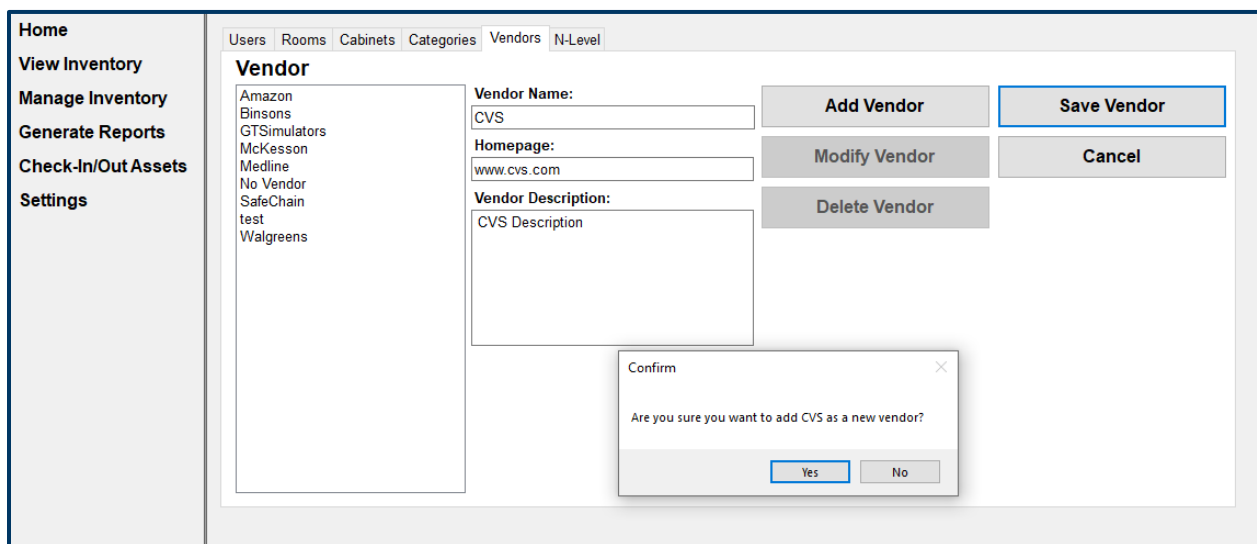 Home
View Inventory
Manage Inventory
Generate Reports
Check-In/Out Assets
Settings
Users Rooms Cabinets Categories Vendors N-Level
Vendor
Amazon
Binsons
GTSimulators
McKesson
Medline
No Vendor
SafeChain
test
Walgreens
Vendor Name:
CVS
Homepage:
www.cvs.com
Vendor Description:
CVS Description
Add Vendor
Save Vendor
Modify Vendor
Cancel
Delete Vendor
Confirm
Are you sure you want to add CVS as a new vendor?
Yes
No